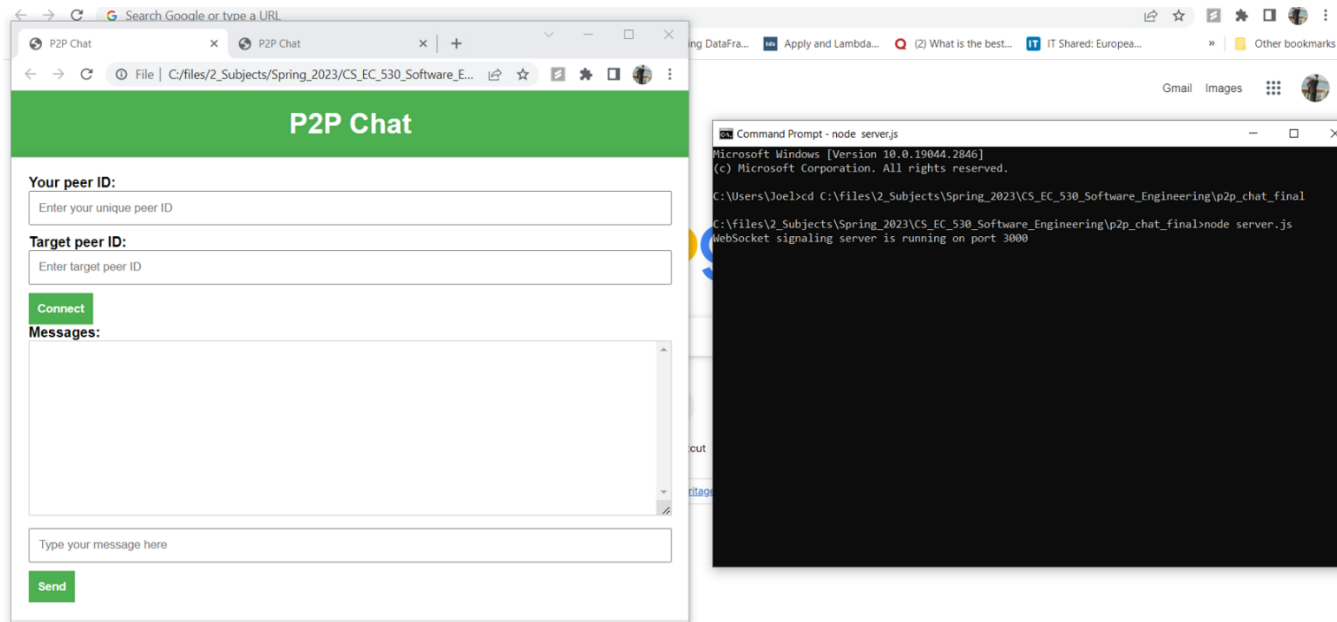 Search Google or type a URL
P2P Chat
P2P Chat
File C:/files/2_Subjects/Spring_2023/CS_EC_530_Software_E...
ing DataFra...
Apply and Lambda...
(2) What is the best...
IT Shared: Europea...
»
Other bookmarks
Gmail Images
P2P Chat
Your peer ID:
Enter your unique peer ID
Target peer ID:
Enter target peer ID
Connect
Messages:
Type your message here
Send
cut
ritage
Command Prompt - node server.js
Microsoft Windows [Version 10.0.19044.2846]
(c) Microsoft Corporation. All rights reserved.
C:\Users\Joel>cd C:\files\2_Subjects\Spring_2023\CS_EC_530_Software_Engineering\p2p_chat_final
C:\files\2_Subjects\Spring_2023\CS_EC_530_Software_Engineering\p2p_chat_final>node server.js
WebSocket signaling server is running on port 3000